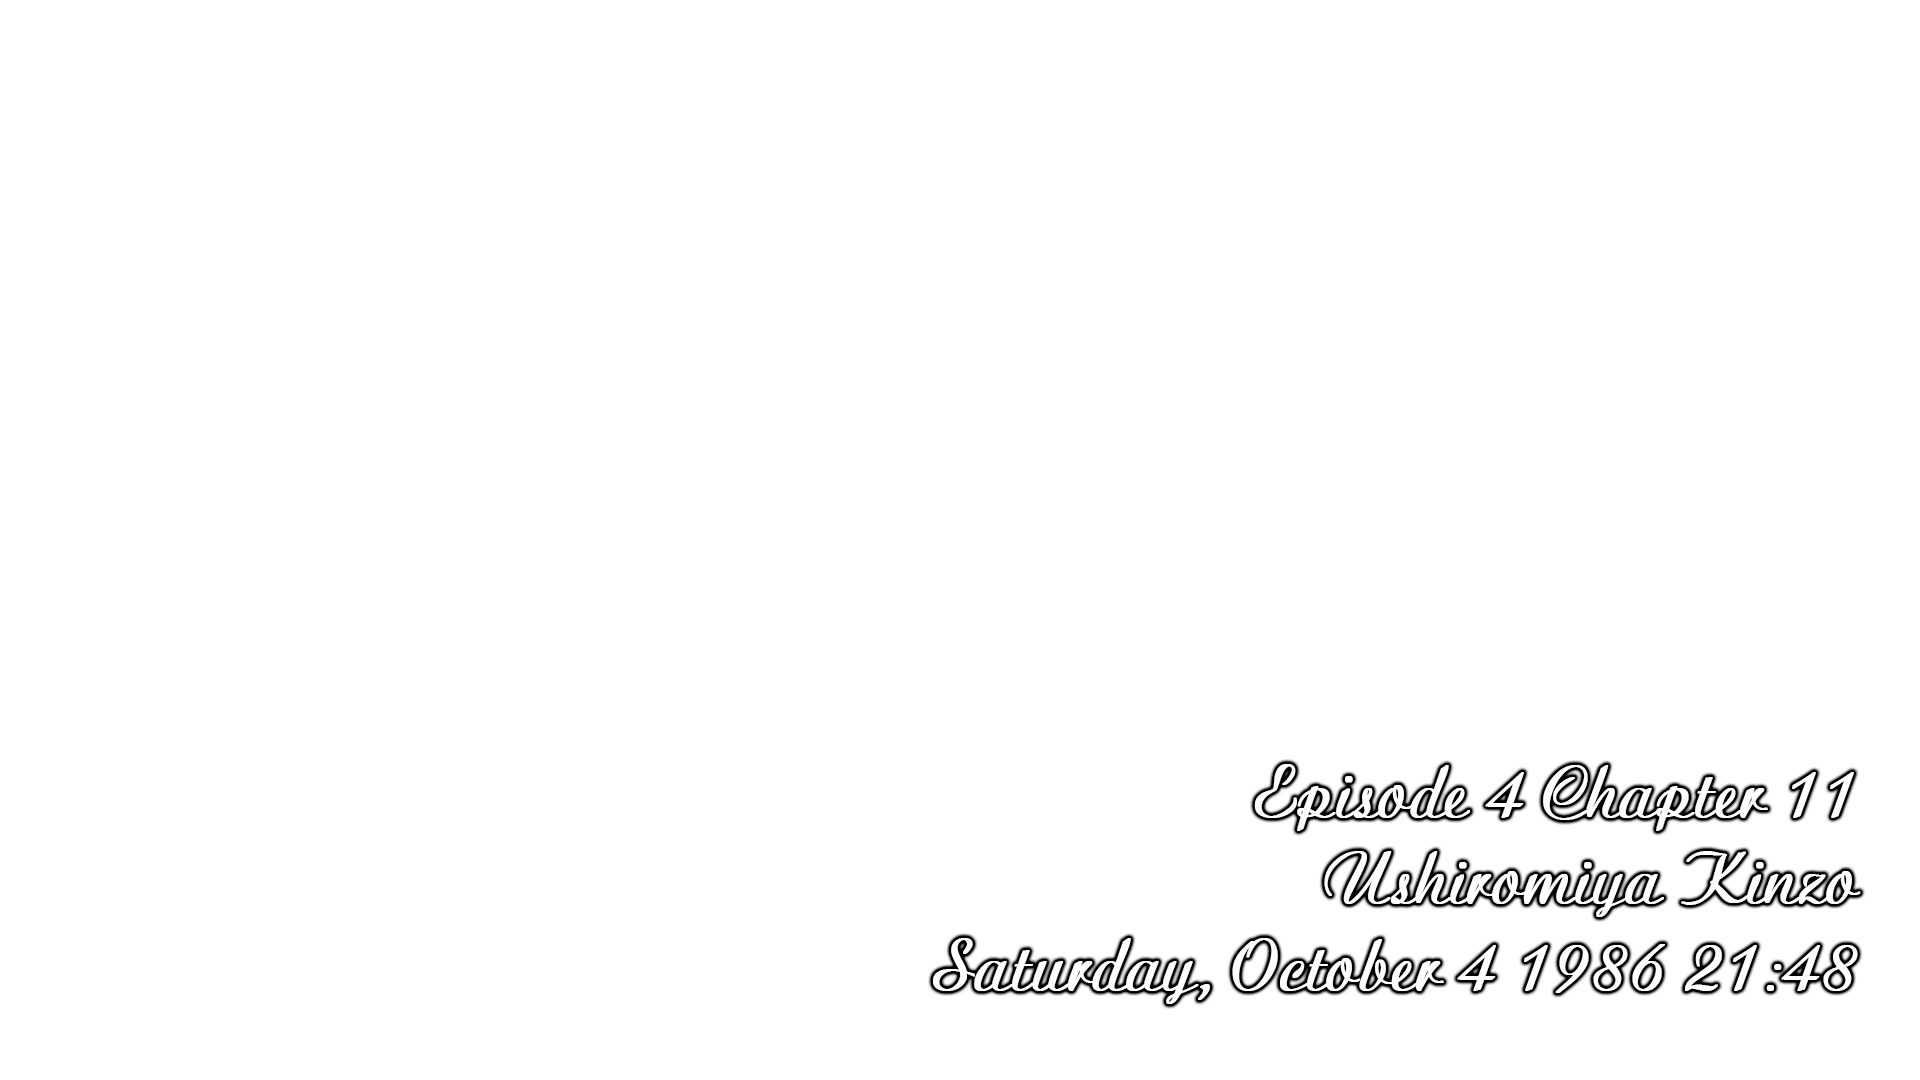 Episode 4 Chapter 11
Ushiromiya Kinzo
Saturday, October 4 1986 21:48